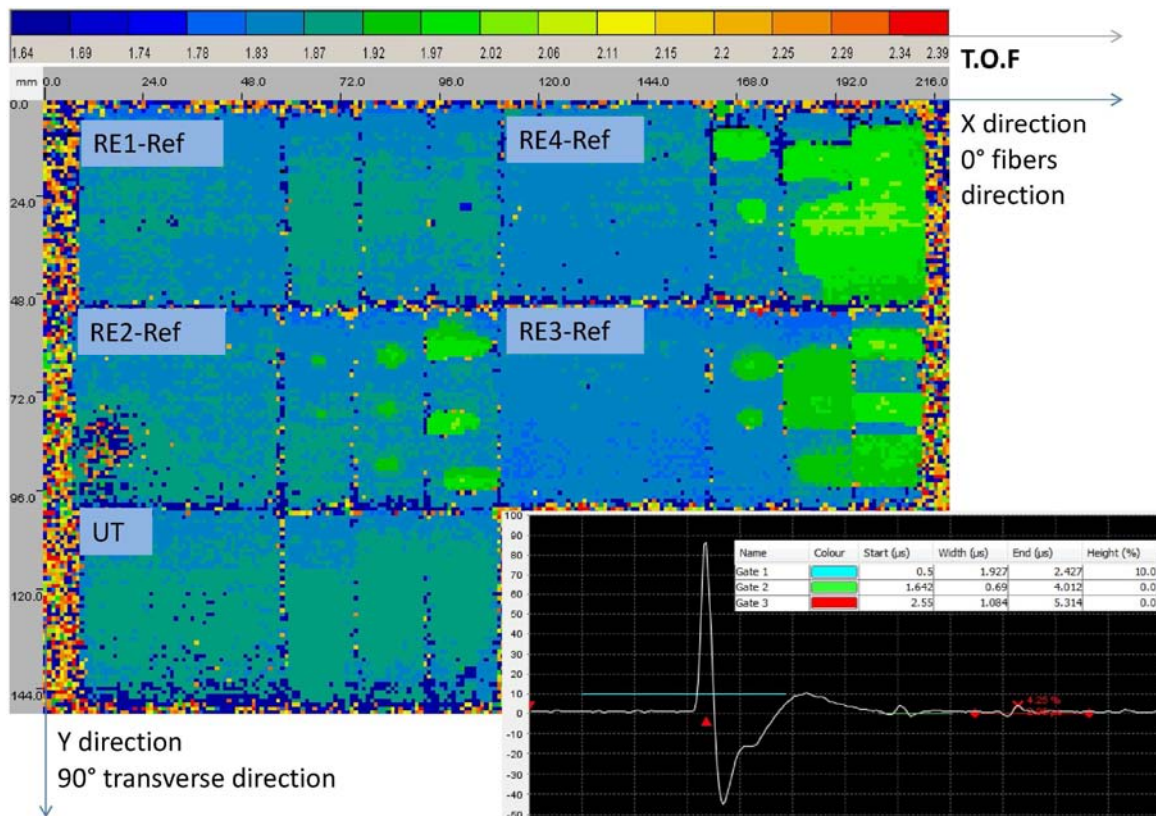 1.64 1.69 1.74 1.78 1.83 1.87 1.92 1.97 2.02 2.06 2.11 2.15 2.2 2.25 2.29 2.34 2.39
T.O.F
mm 0.0 24.0 48.0 72.0 96.0 120.0 144.0 168.0 192.0 216.0
0.0
X direction
0° fibers
direction
RE1-Ref RE4-Ref
24.0
48.0
RE2-Ref RE3-Ref
72.0
96.0
UT
120.0
144.0
Y direction
90° transverse direction
100
90
80
70
60
50
40
30
20
10
0
-10
-20
-30
-40
-50
Name Colour Start (µs) Width (µs) End (µs) Height (%)
Gate 1 0.5 1.927 2.427 10.0
Gate 2 1.642 0.69 4.012 0.0
Gate 3 2.55 1.084 5.314 0.0
4.25 %